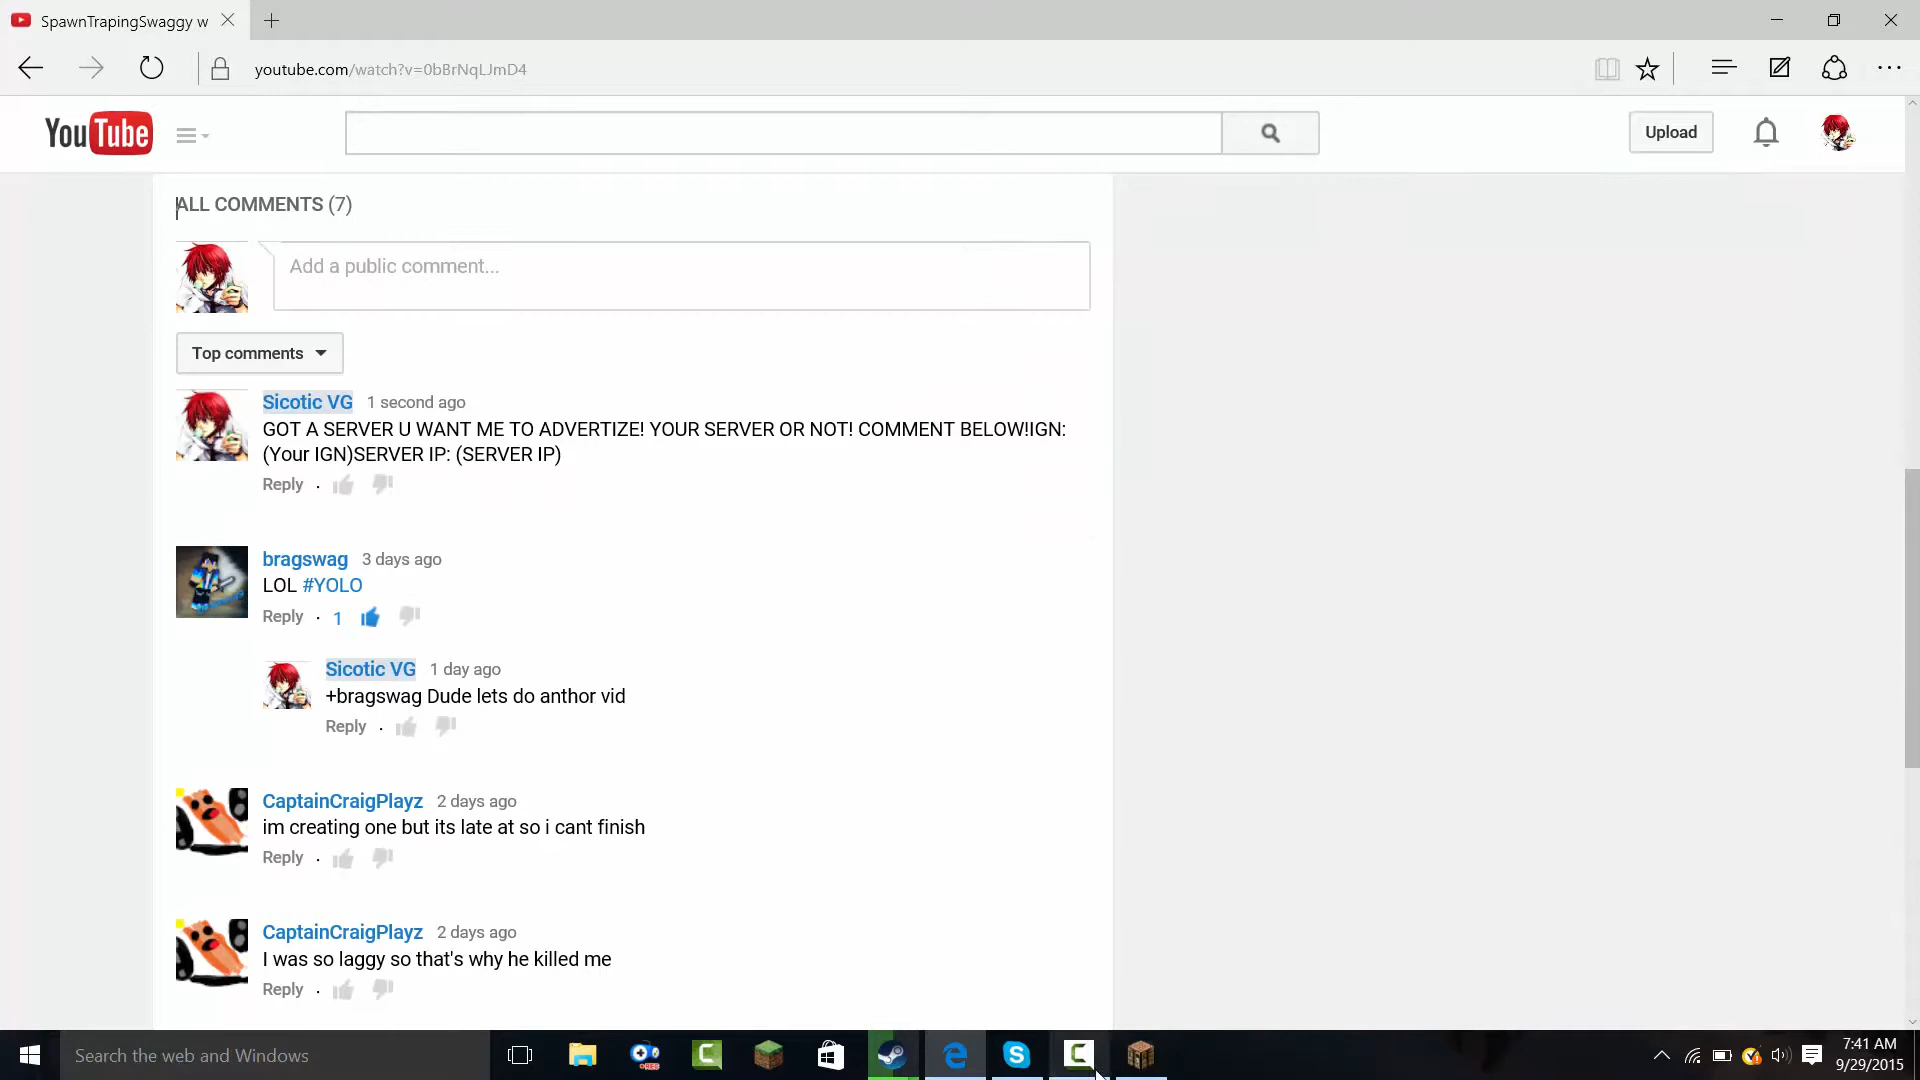 SpawnTrapingSwaggy w
youtube.com/watch?v=0bBrNqLJmD4
YouTube
Upload
ALL COMMENTS (7)
Add a public comment...
Top comments
Sicotic VG 1 second ago
GOT A SERVER U WANT ME TO ADVERTIZE! YOUR SERVER OR NOT! COMMENT BELOW!IGN:
(Your IGN)SERVER IP: (SERVER IP)
Reply
bragswag 3 days ago
LOL #YOLO
Reply · 1
Sicotic VG 1 day ago
+bragswag Dude lets do anthor vid
Reply
CaptainCraigPlayz 2 days ago
im creating one but its late at so i cant finish
Reply
CaptainCraigPlayz 2 days ago
I was so laggy so that's why he killed me
Reply
Search the web and Windows
7:41 AM
9/29/2015